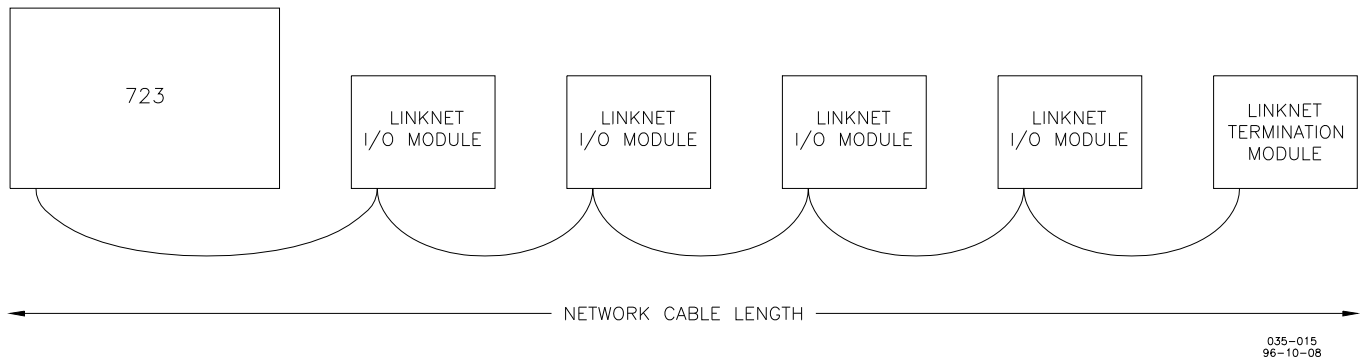 723
LINKNET
I/O MODULE
LINKNET
I/O MODULE
LINKNET
I/O MODULE
LINKNET
I/O MODULE
LINKNET
TERMINATION
MODULE
NETWORK CABLE LENGTH
035-015
96-10-08